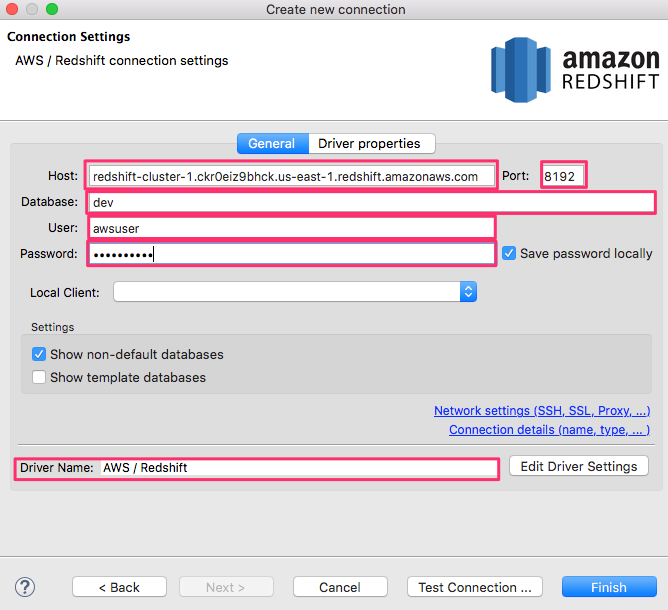 Create new connection
Connection Settings
AWS / Redshift connection settings
amazon
REDSHIFT
General Driver properties
Host: redshift-cluster-1.ckr0eiz9bhck.us-east-1.redshift.amazonaws.com Port: 8192
Database: dev
User: awsuser
Password: •••••••••• Save password locally
Local Client:
Settings
Show non-default databases
Show template databases
Network settings (SSH, SSL, Proxy, ...)
Connection details (name, type, ... )
Driver Name: AWS / Redshift Edit Driver Settings
? < Back Next > Cancel Test Connection ... Finish